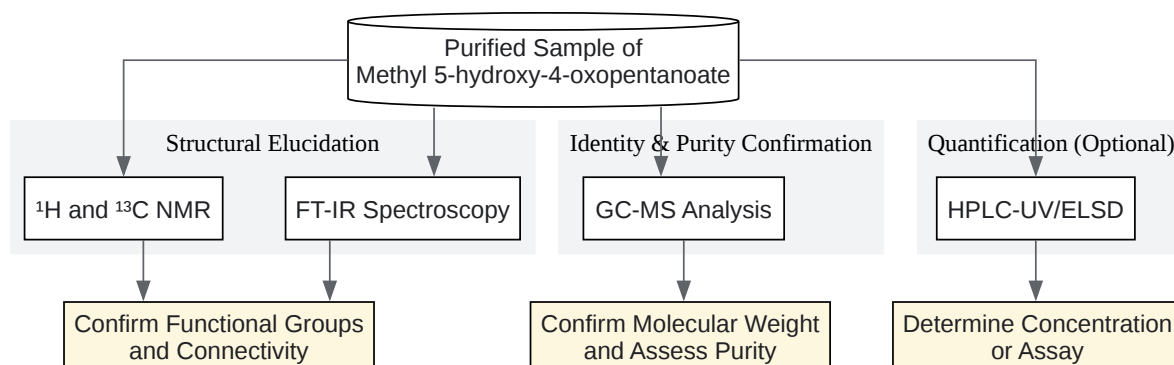 Purified Sample of
Methyl 5-hydroxy-4-oxopentanoate
Structural Elucidation
Identity & Purity Confirmation
Quantification (Optional)
¹H and ¹³C NMR
FT-IR Spectroscopy
GC-MS Analysis
HPLC-UV/ELSD
Confirm Functional Groups
and Connectivity
Confirm Molecular Weight
and Assess Purity
Determine Concentration
or Assay